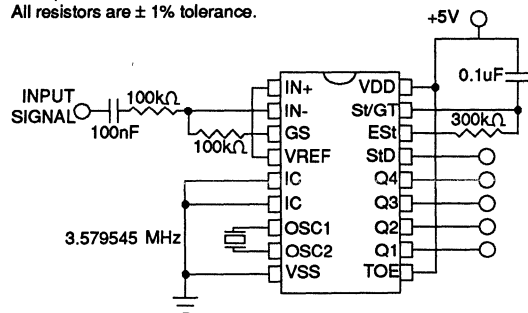 All resistors are ± 1% tolerance.
+5V
0.1uF
INPUT
SIGNAL
100nF
100kΩ
100kΩ
300kΩ
IN+
IN-
GS
VREF
IC
IC
OSC1
OSC2
VSS
VDD
St/GT
ESt
StD
Q4
Q3
Q2
Q1
TOE
3.579545 MHz